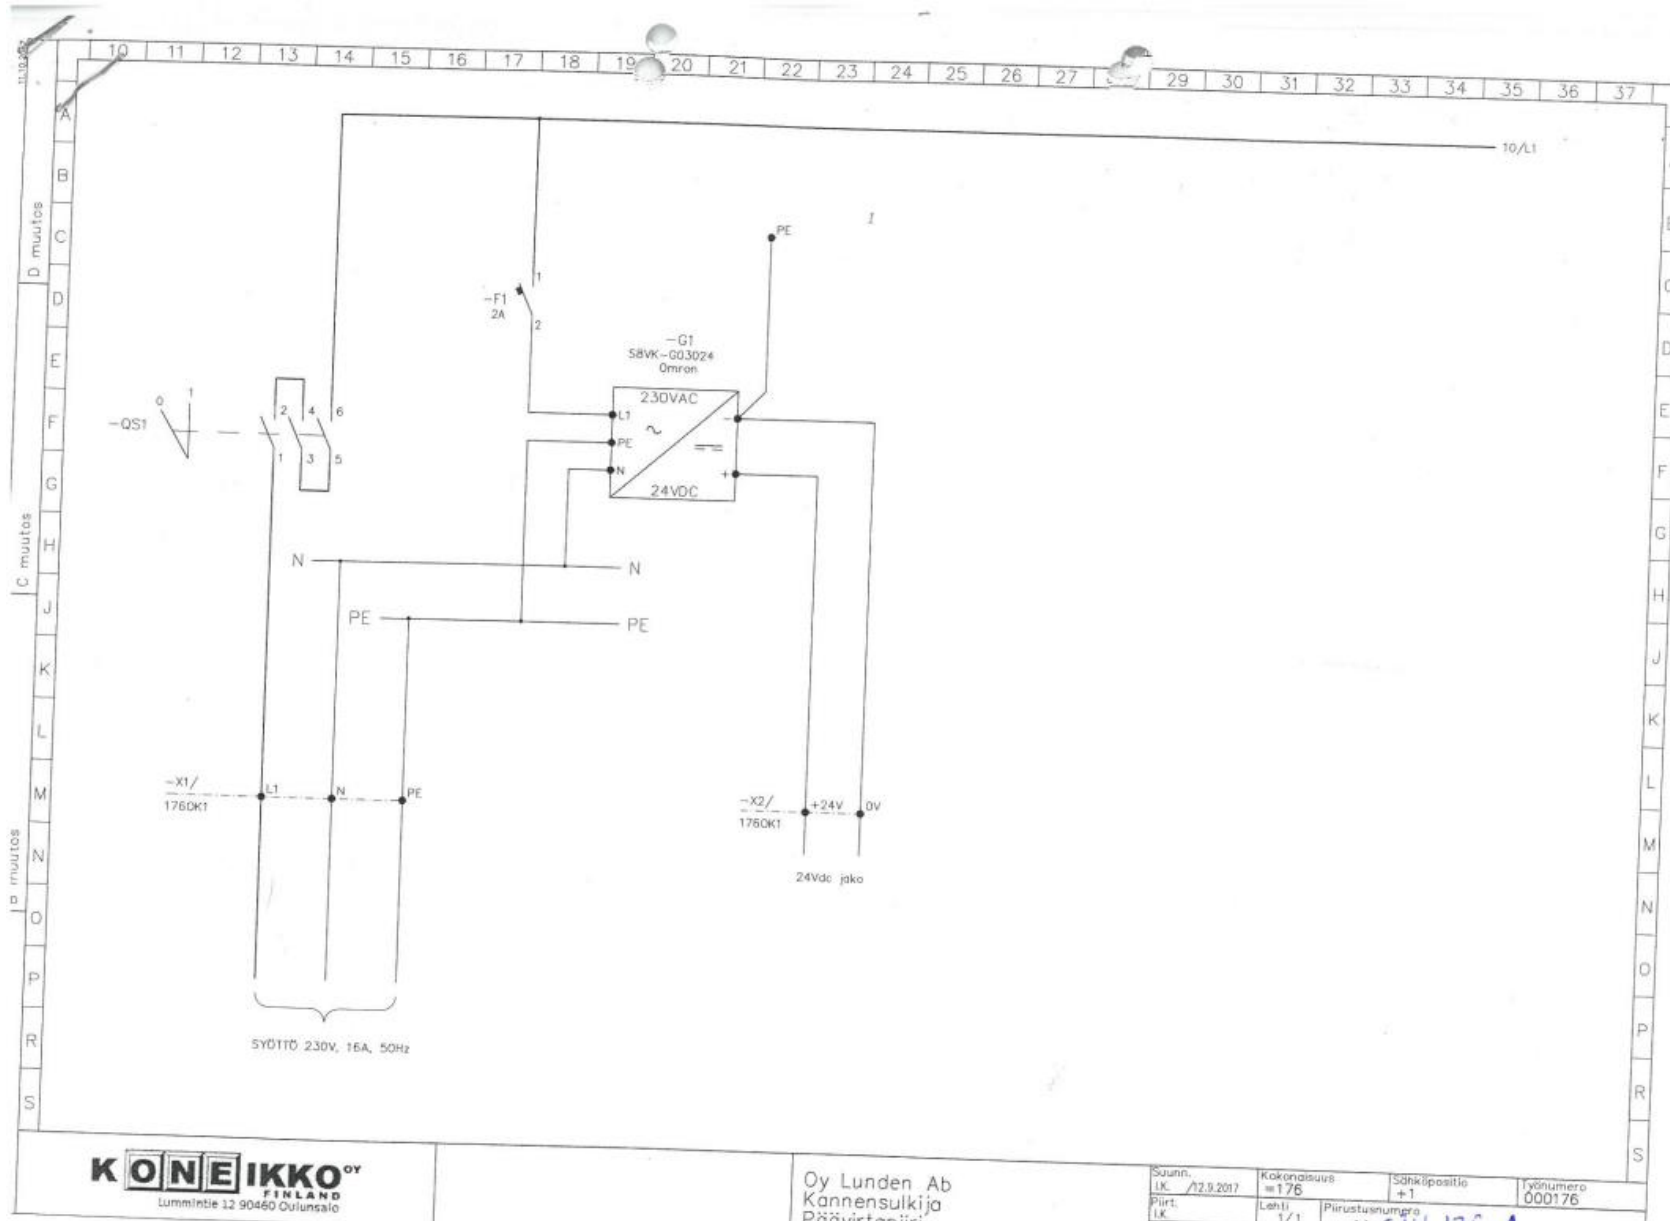 10 11 12 13 14 15 16 17 18 19 20 21 22 23 24 25 26 27 29 30 31 32 33 34 35 36 37
A
B
C
D
E
F
G
H
J
K
L
M
N
O
P
R
S
D muutos
C muutos
muutos
10/L1
PE
1
-F1
2A
2
-G1
S8VK-G03024
Omron
230VAC
L1
PE
N
-
+
24VDC
0 1
-QS1
2 4 6
1 3 5
N N
PE PE
-X1/
1760K1
L1 N PE
-X2/
1760K1
+24V 0V
24Vdc jako
SYÖTTÖ 230V, 16A, 50Hz
E
D
E
F
G
H
J
K
L
M
N
O
P
R
S
KONEIKKO OY
FINLAND
Lummintie 12 90460 Oulunsalo
Oy Lunden Ab
Kannensulkija
Päävirtapiiri
Suunn.
I.K. /12.9.2017
Kokonaisuus
=176
Sähköpositio
+1
Työnumero
000176
Piirt.
I.K.
Lehti
1/1
Piirustusnumero